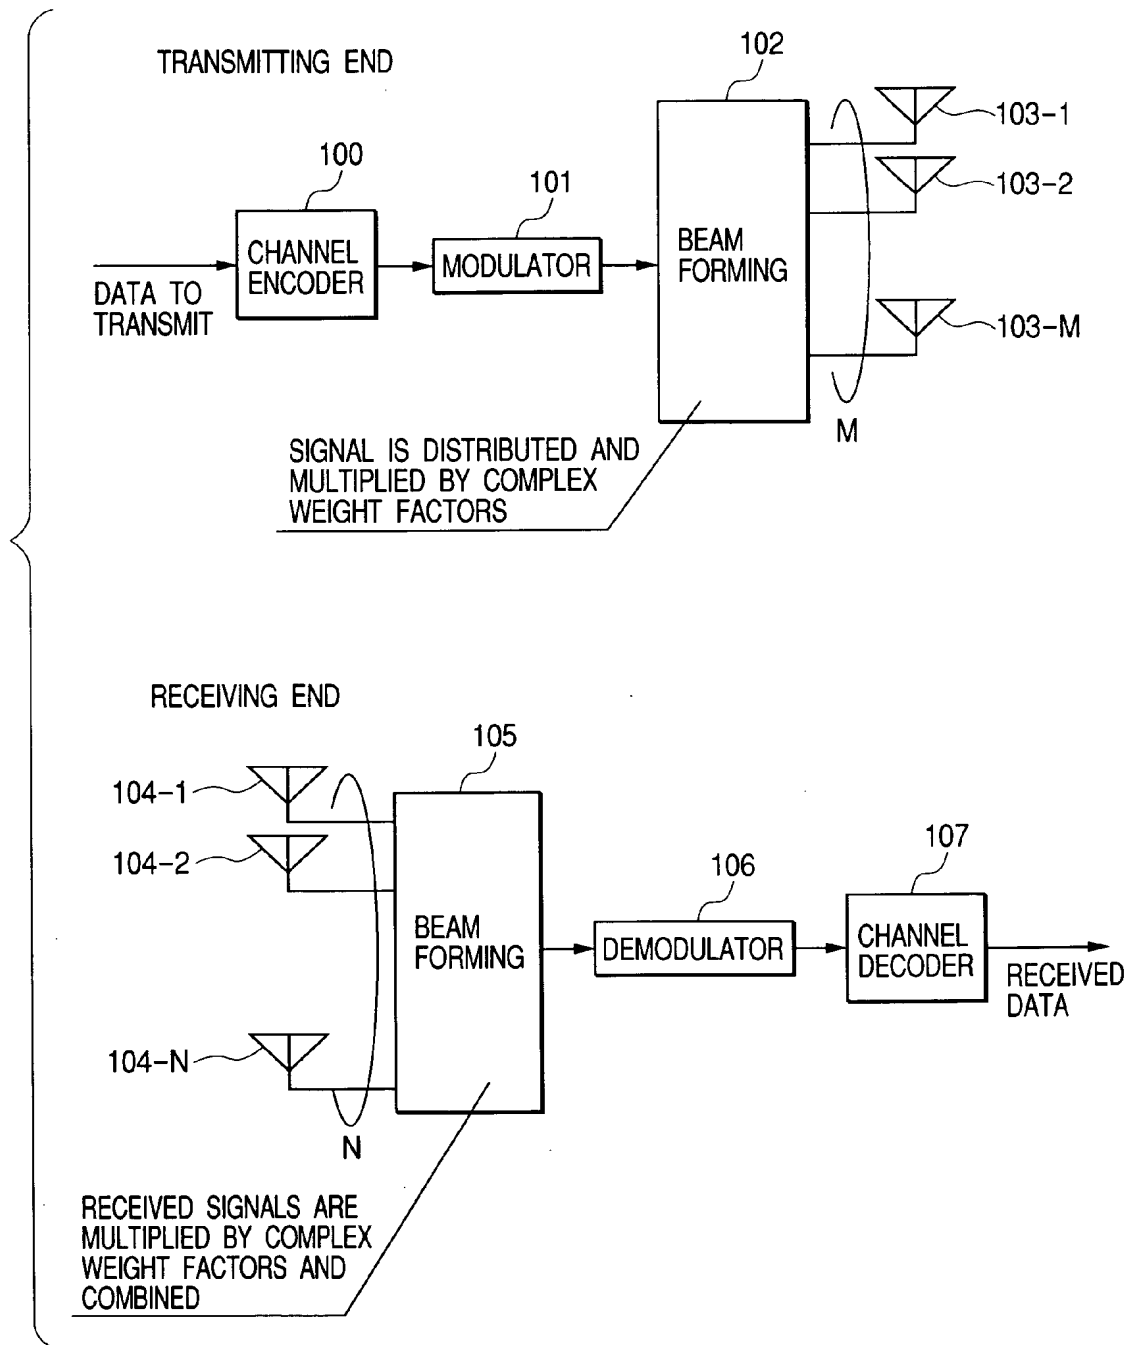 TRANSMITTING END
102
103-1
103-2
100
101
CHANNEL
ENCODER
MODULATOR
BEAM
FORMING
DATA TO
TRANSMIT
103-M
M
SIGNAL IS DISTRIBUTED AND
MULTIPLIED BY COMPLEX
WEIGHT FACTORS
RECEIVING END
105
104-1
104-2
107
106
BEAM
FORMING
DEMODULATOR
CHANNEL
DECODER
RECEIVED
DATA
104-N
N
RECEIVED SIGNALS ARE
MULTIPLIED BY COMPLEX
WEIGHT FACTORS AND
COMBINED